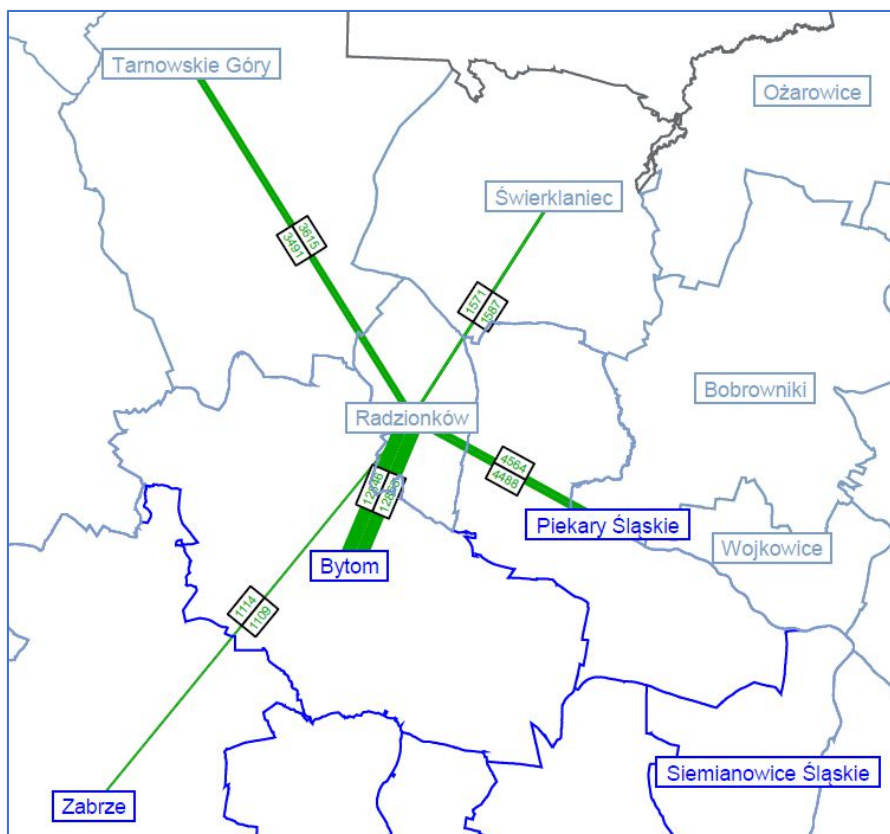 Tarnowskie Góry
Ożarowice
Świerklaniec
3615
3491
1571
1587
Bobrowniki
Radzionków
4564
4488
12746
Piekary Śląskie
Wojkowice
Bytom
1114
1109
Siemianowice Śląskie
Zabrze